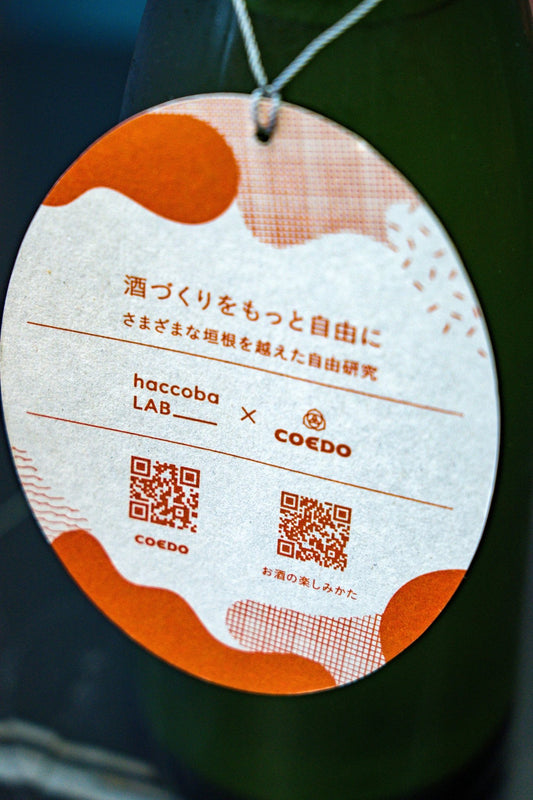 酒づくりをもっと自由に
さまざまな垣根を越えた自由研究
haccoba
LAB__ × COEDO
COEDO
お酒の楽しみかた